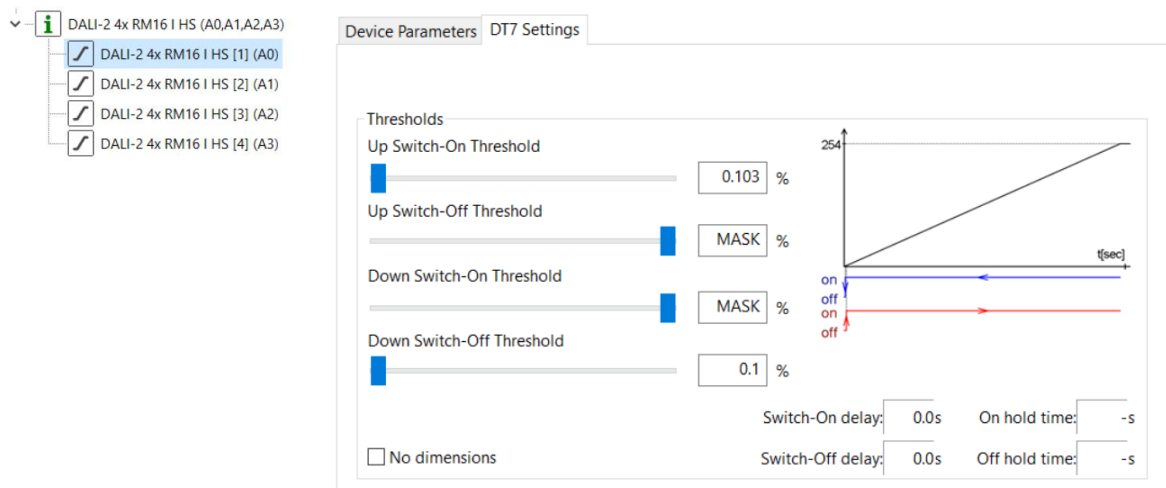 DALI-2 4x RM16 I HS (A0,A1,A2,A3)
DALI-2 4x RM16 I HS [1] (A0)
DALI-2 4x RM16 I HS [2] (A1)
DALI-2 4x RM16 I HS [3] (A2)
DALI-2 4x RM16 I HS [4] (A3)
Device Parameters DT7 Settings
Thresholds
Up Switch-On Threshold
0.103 %
Up Switch-Off Threshold
MASK %
Down Switch-On Threshold
MASK %
Down Switch-Off Threshold
0.1 %
254
t[sec]
on
off
on
off
Switch-On delay: 0.0s On hold time: -s
No dimensions
Switch-Off delay: 0.0s Off hold time: -s